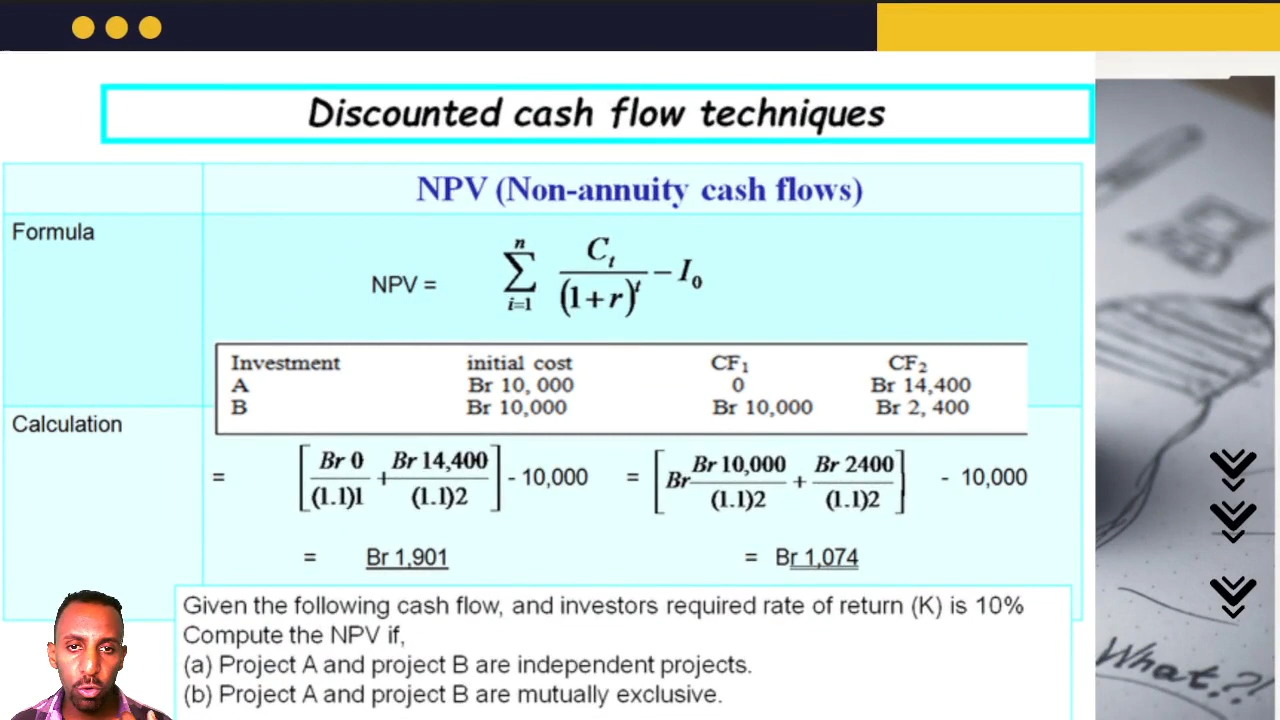 Discounted cash flow techniques
NPV (Non-annuity cash flows)
Formula
NPV = n Σ i=1 Ct / (1+r)t − I0
Investment initial cost CF1 CF2
A Br 10, 000 0 Br 14,400
B Br 10,000 Br 10,000 Br 2, 400
Calculation
= [Br 0 / (1.1)1 + Br 14,400 / (1.1)2] - 10,000 = [Br Br 10,000 / (1.1)2 + Br 2400 / (1.1)2] - 10,000
= Br 1,901 = Br 1,074
Given the following cash flow, and investors required rate of return (K) is 10%
Compute the NPV if,
(a) Project A and project B are independent projects.
(b) Project A and project B are mutually exclusive.
What?!